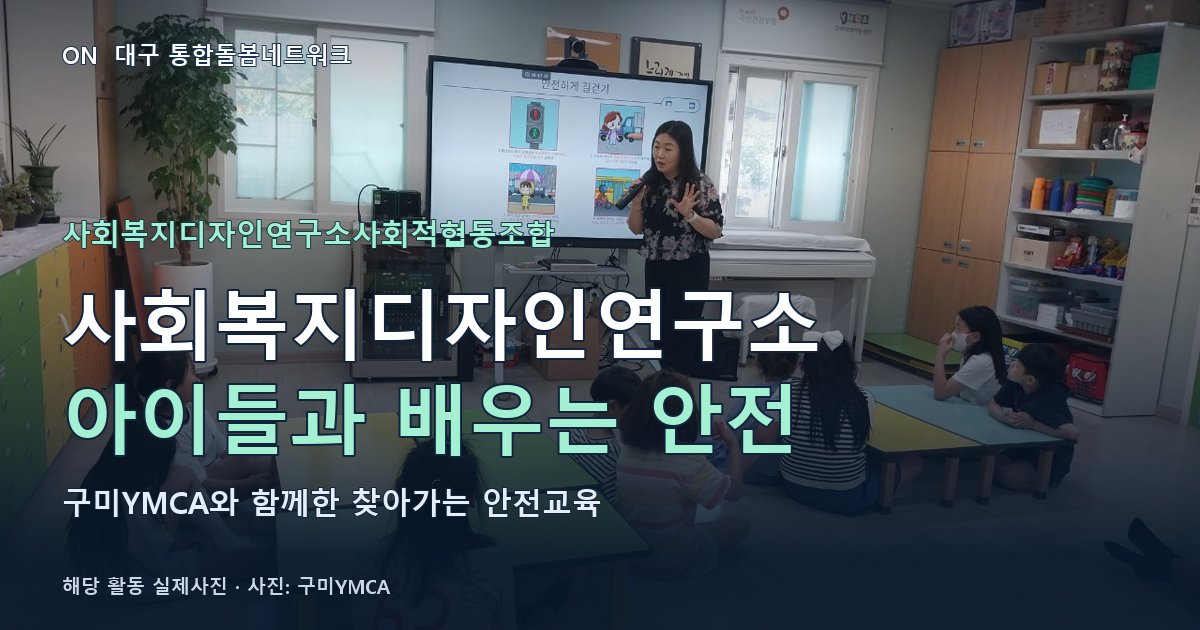 ON 대구 통합돌봄네트워크
안전하게 길걷기
YMCA
사회복지디자인연구소사회적협동조합
사회복지디자인연구소
아이들과 배우는 안전
구미YMCA와 함께한 찾아가는 안전교육
해당 활동 실제사진 · 사진: 구미YMCA